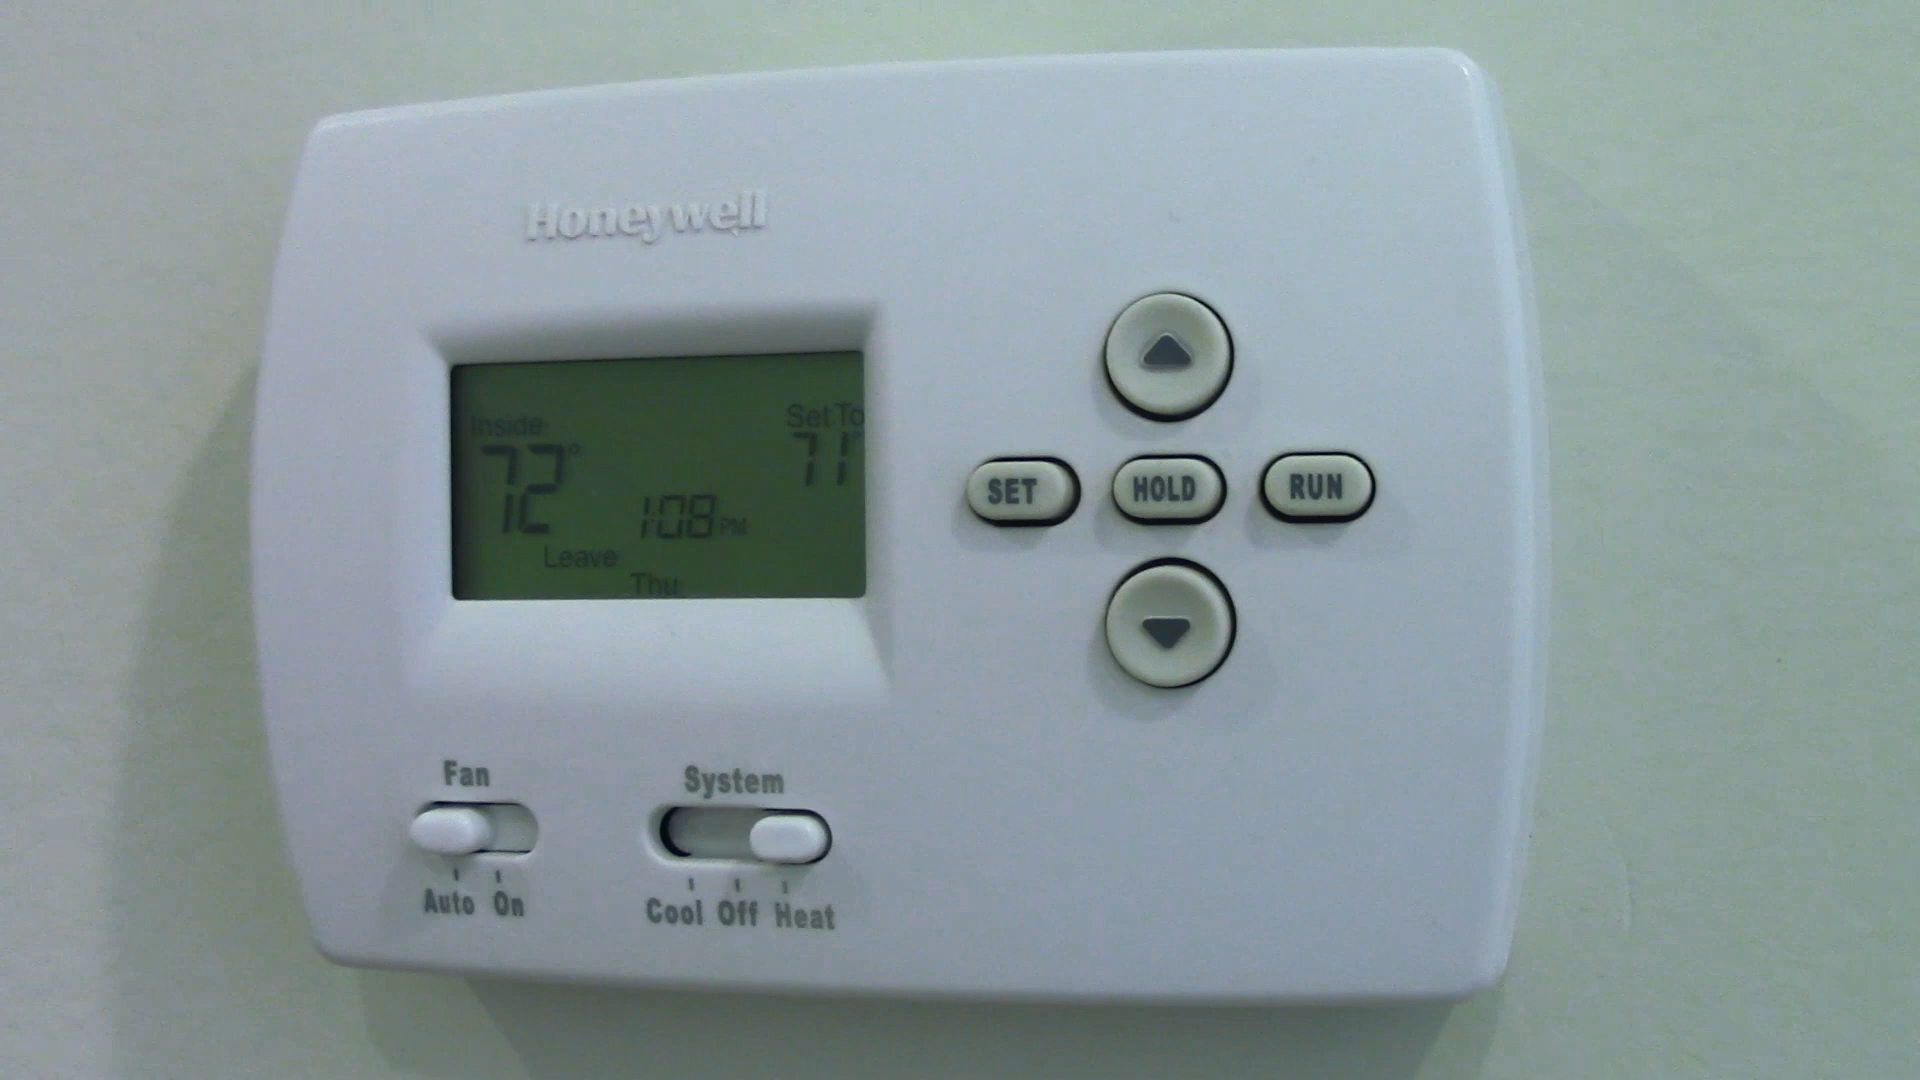 Honeywell
Inside Set To
72° 71°
1:08 PM
Leave
Thu
SET HOLD RUN
Fan System
Auto On Cool Off Heat